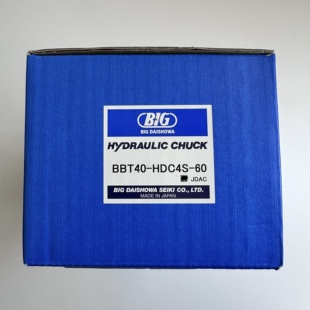 BIG
BIG DAISHOWA
HYDRAULIC CHUCK
BBT40-HDC4S-60
JDAC
BIG DAISHOWA SEIKI CO., LTD.
MADE IN JAPAN